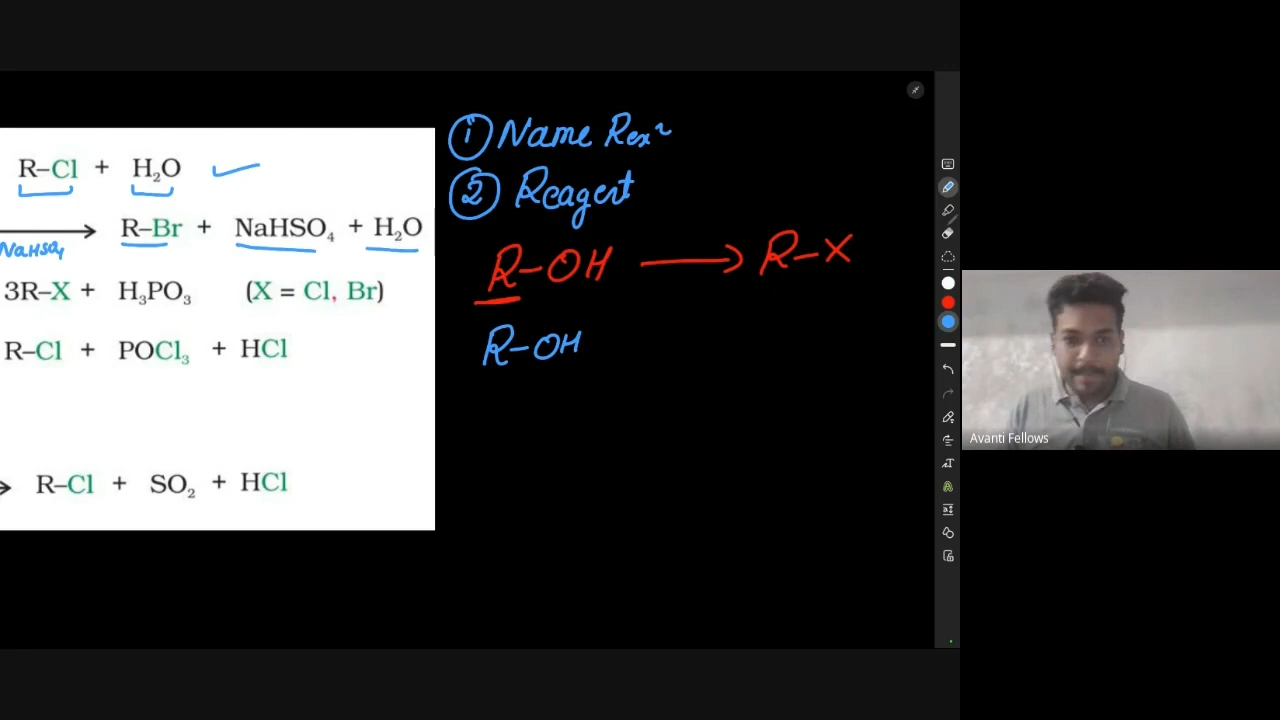 R–Cl + H₂O
R–Br + NaHSO₄ + H₂O
NaHSO₄
3R–X + H₃PO₃ (X = Cl, Br)
R–Cl + POCl₃ + HCl
R–Cl + SO₂ + HCl
① Name Rexⁿ
② Reagent
R–OH ⟶ R–X
R–OH
Avanti Fellows